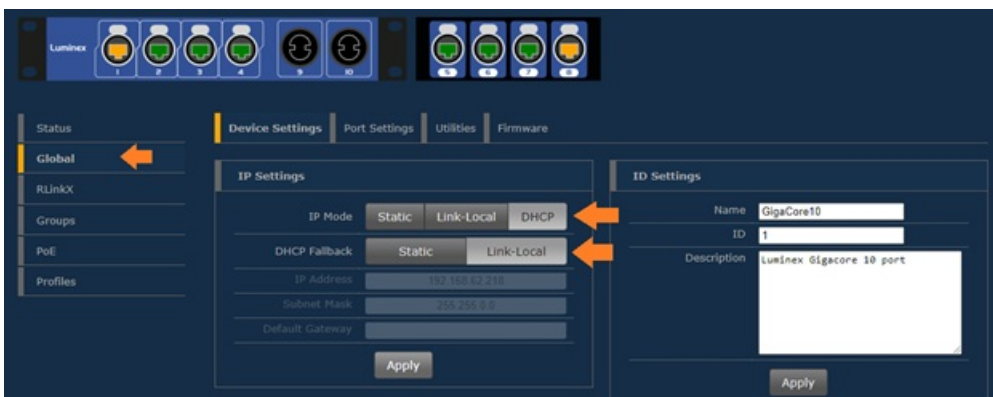 Luminex
1 2 3 4 9 10 5 6 7 8
Status
Global
RLinkX
Groups
PoE
Profiles
Device Settings Port Settings Utilities Firmware
IP Settings
IP Mode Static Link-Local DHCP
DHCP Fallback Static Link-Local
IP Address 192.168.62.218
Subnet Mask 255.255.0.0
Default Gateway
Apply
ID Settings
Name GigaCore10
ID 1
Description Luminex Gigacore 10 port
Apply